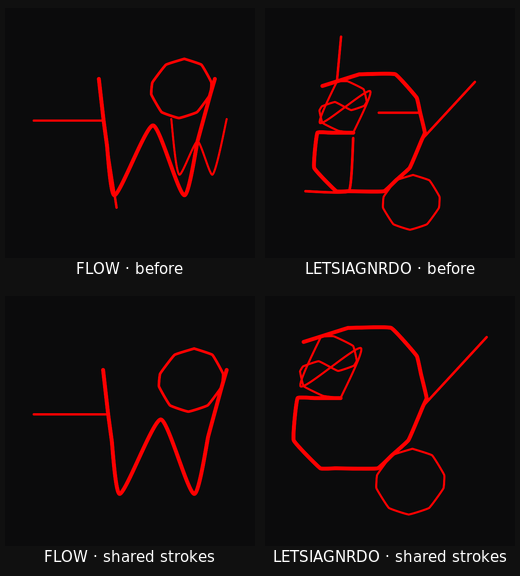 FLOW · before LETSIAGNRDO · before
FLOW · shared strokes LETSIAGNRDO · shared strokes